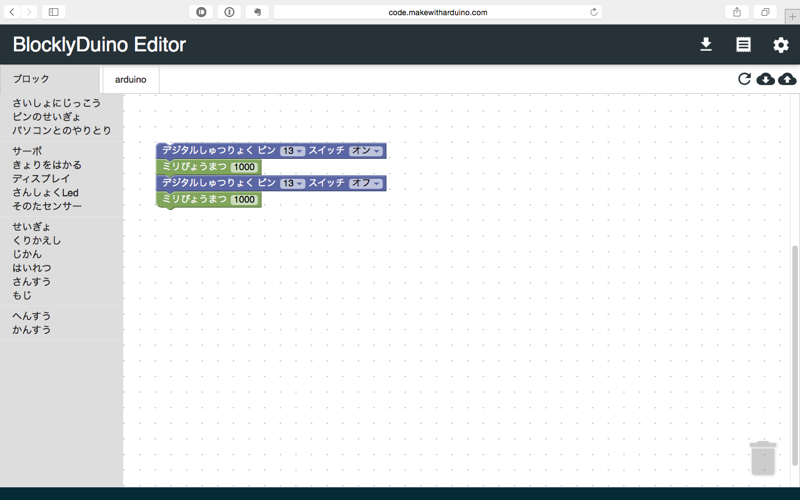 code.makewitharduino.com
BlocklyDuino Editor
ブロック
arduino
さいしょにじっこう
ピンのせいぎょ
パソコンとのやりとり
サーボ
きょりをはかる
ディスプレイ
さんしょくLed
そのたセンサー
せいぎょ
くりかえし
じかん
はいれつ
さんすう
もじ
へんすう
かんすう
デジタルしゅつりょく ピン 13 スイッチ オン
ミリびょうまつ 1000
デジタルしゅつりょく ピン 13 スイッチ オフ
ミリびょうまつ 1000